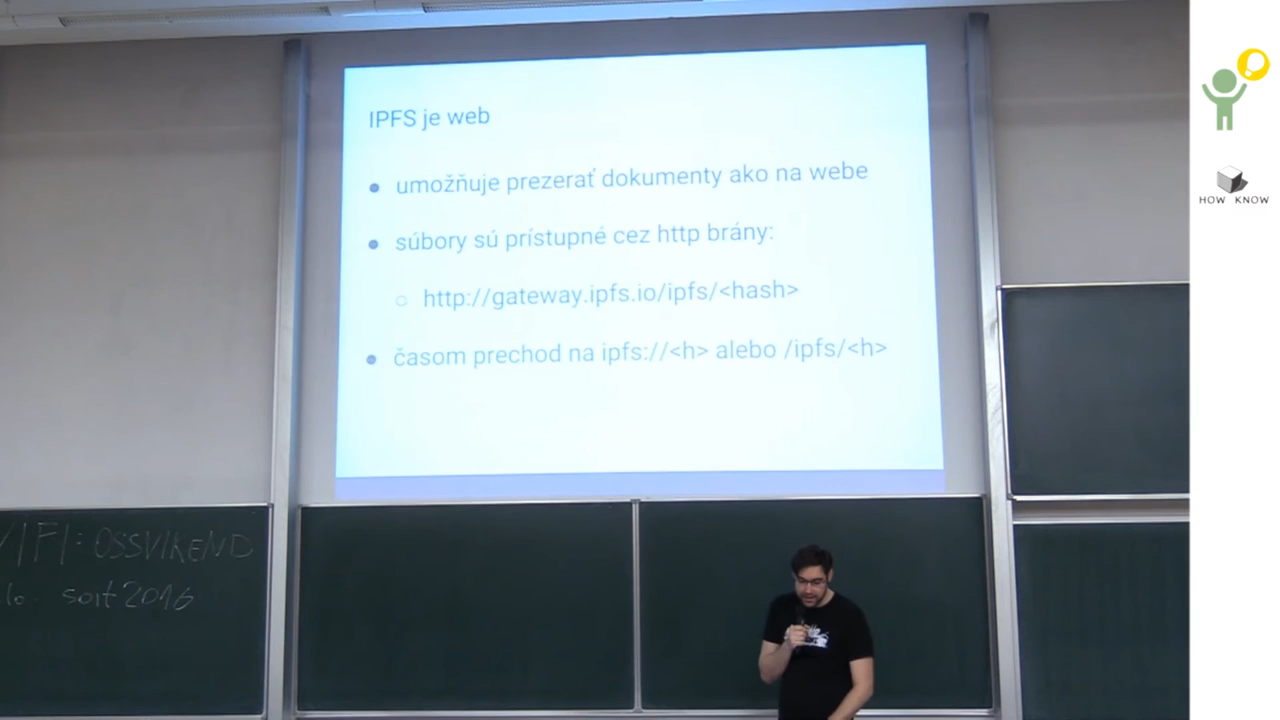 IPFS je web
● umožňuje prezerať dokumenty ako na webe
● súbory sú prístupné cez http brány:
○ http://gateway.ipfs.io/ipfs/<hash>
● časom prechod na ipfs://<h> alebo /ipfs/<h>
HOW KNOW
OSSVIKEND
soit 2016